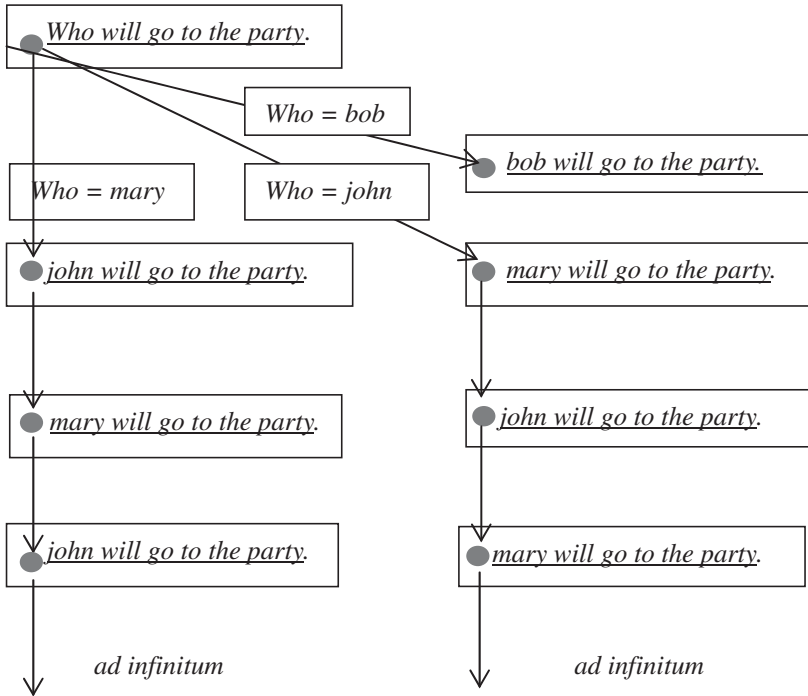 Who will go to the party.
Who = bob
bob will go to the party.
Who = mary
Who = john
john will go to the party.
mary will go to the party.
mary will go to the party.
john will go to the party.
john will go to the party.
mary will go to the party.
ad infinitum
ad infinitum